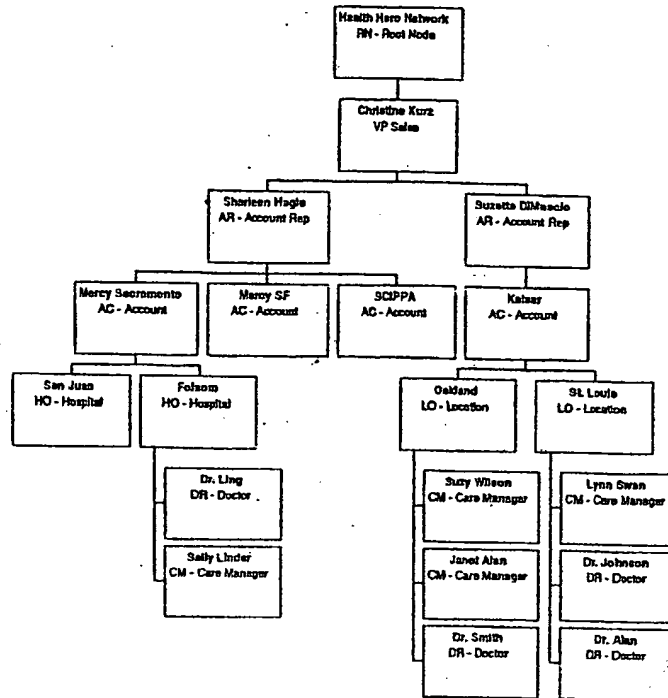 Health Hero Network
RN - Root Node
Christine Kurz
VP Sales
Sharleen Hagle
AR - Account Rep
Suzette DiMascio
AR - Account Rep
Mercy Sacramento
AC - Account
Mercy SF
AC - Account
SCIPPA
AC - Account
Kaiser
AC - Account
San Juan
HO - Hospital
Folsom
HO - Hospital
Oakland
LO - Location
St. Louis
LO - Location
Dr. Ling
DR - Doctor
Sally Linder
CM - Care Manager
Suzy Wilson
CM - Care Manager
Janet Alan
CM - Care Manager
Dr. Smith
DR - Doctor
Lynn Swan
CM - Care Manager
Dr. Johnson
DR - Doctor
Dr. Alan
DR - Doctor